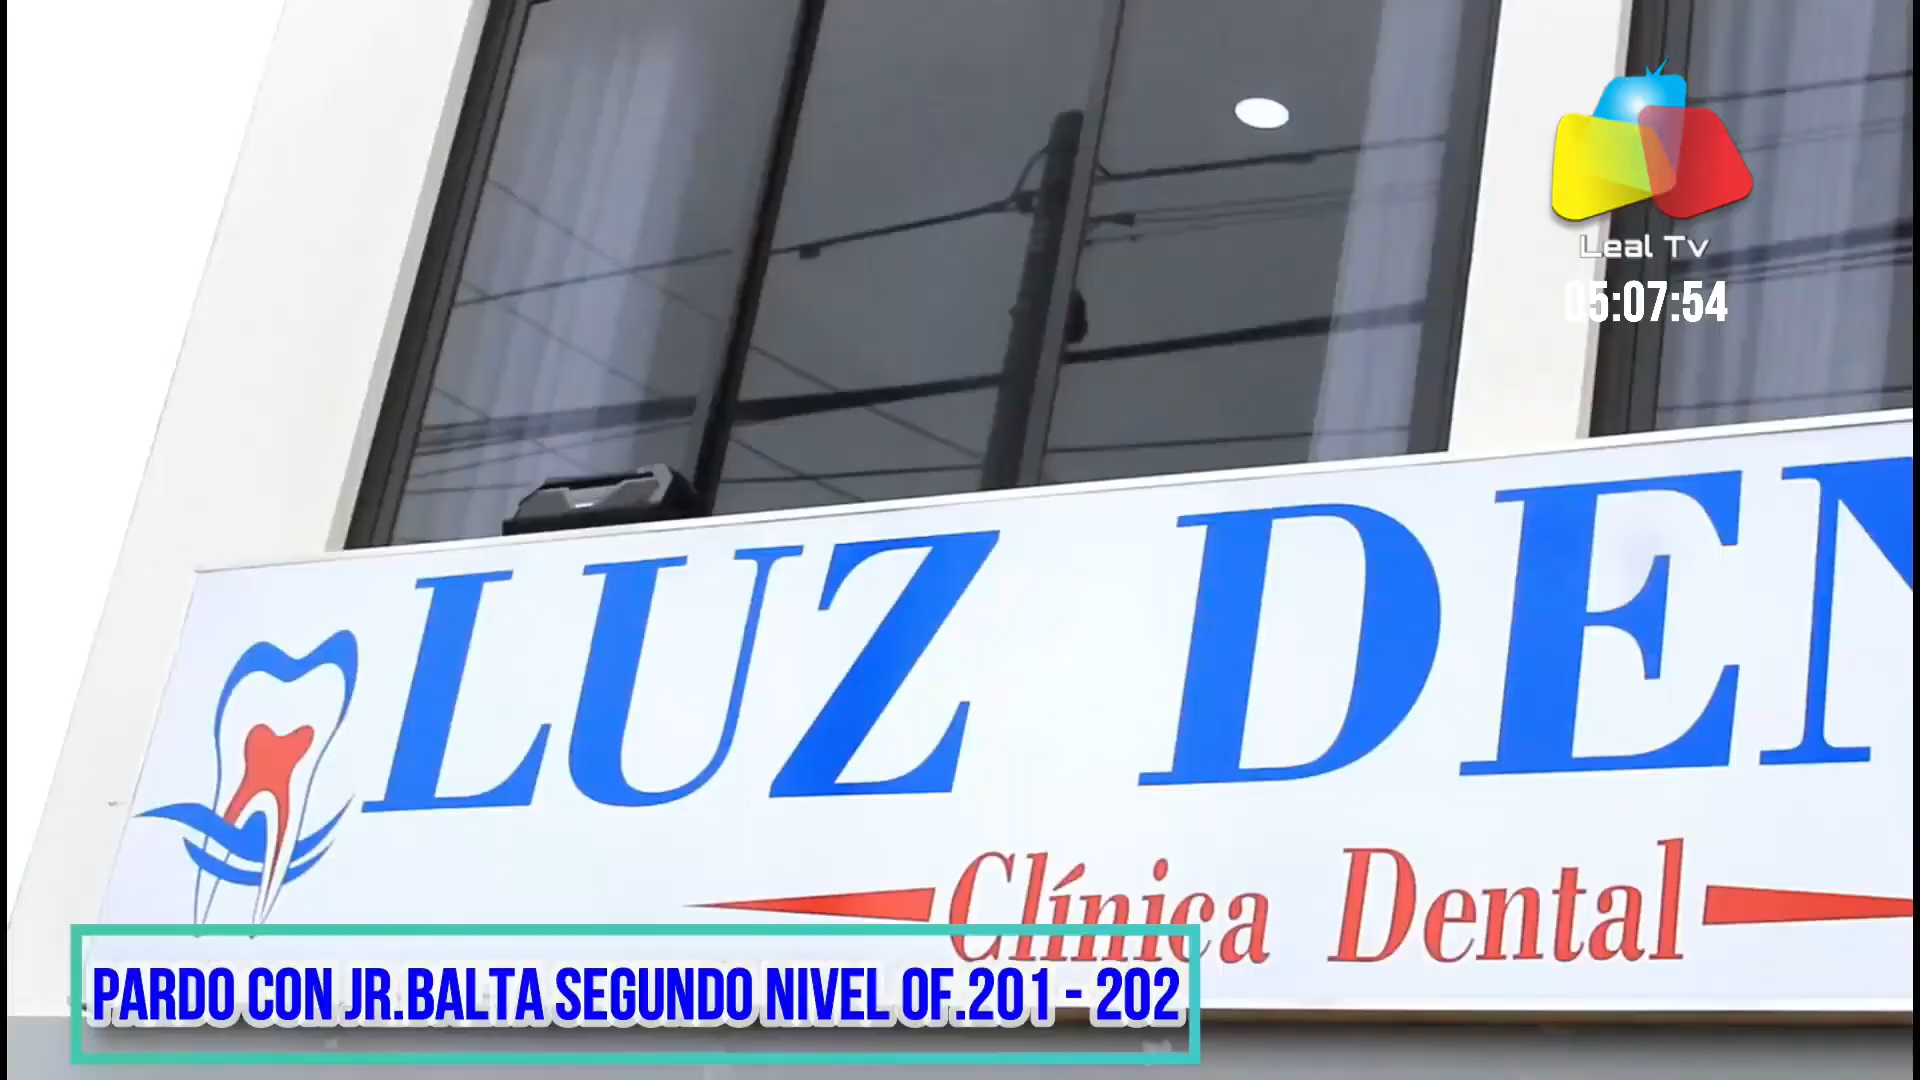 Leal Tv
05:07:54
LUZ DEN
Clínica Dental
PARDO CON JR.BALTA SEGUNDO NIVEL OF.201 - 202